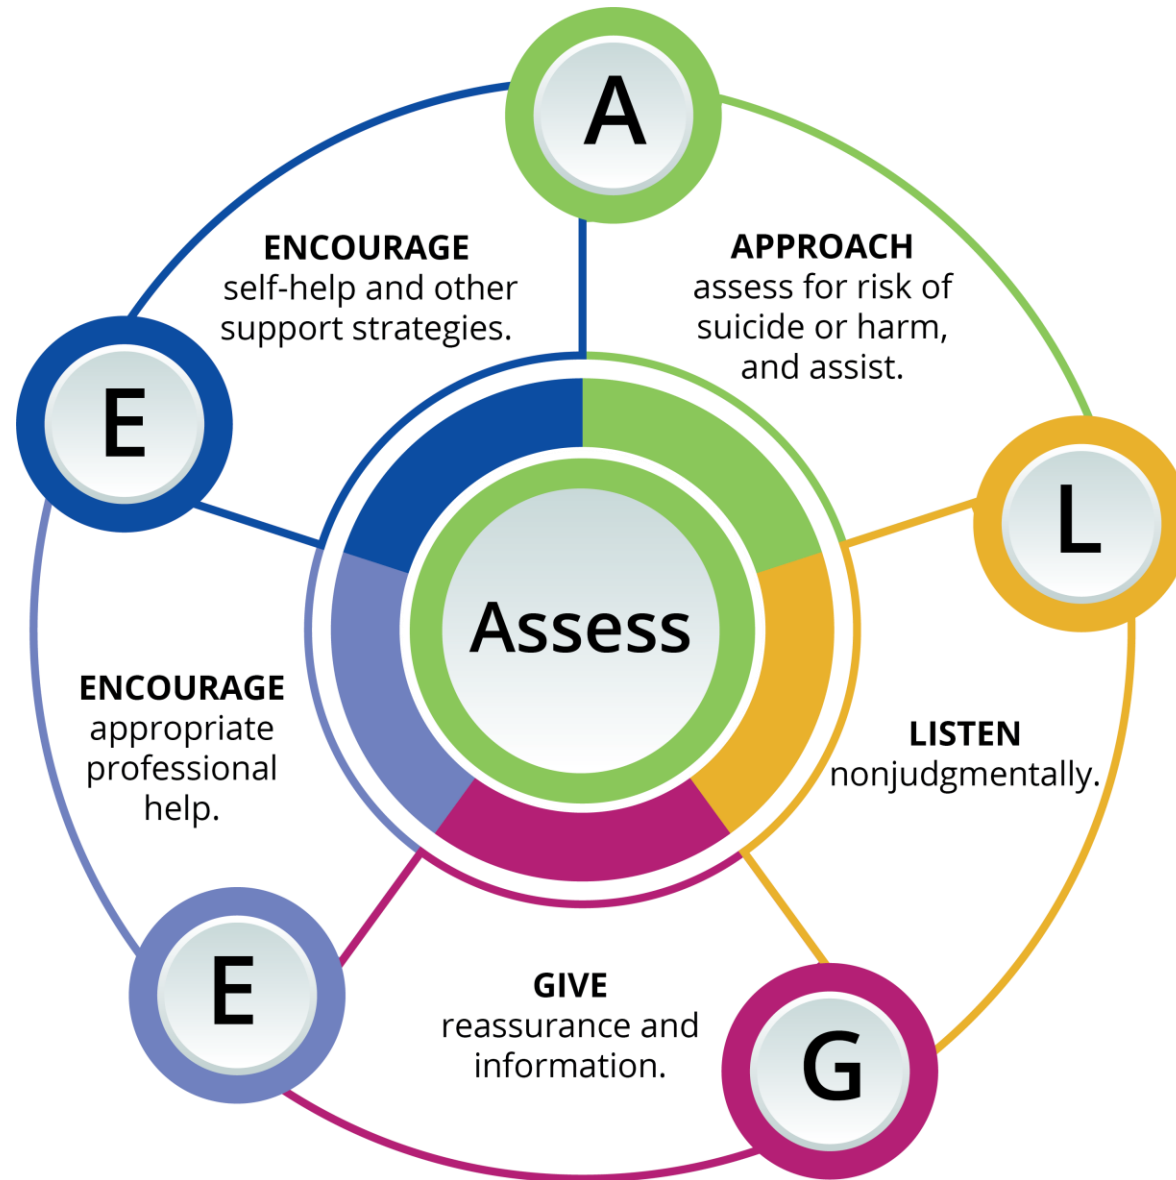 A
APPROACH
assess for risk of
suicide or harm,
and assist.
L
LISTEN
nonjudgmentally.
G
GIVE
reassurance and
information.
E
ENCOURAGE
appropriate
professional
help.
E
ENCOURAGE
self-help and other
support strategies.
Assess